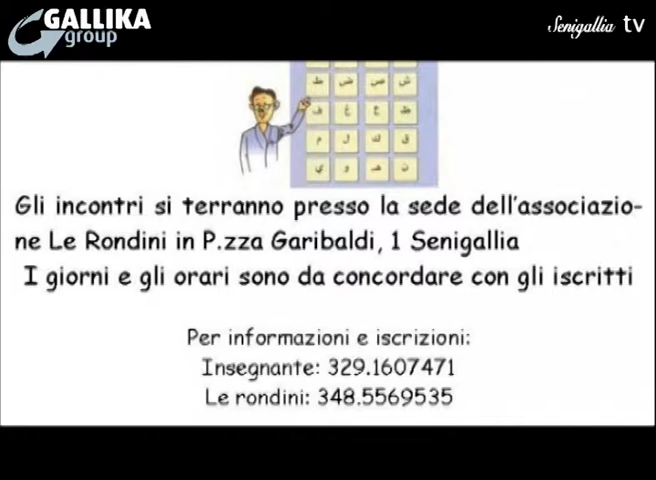 GALLIKA
group
Senigallia tv
ش ص ض ط
ظ ع غ ف
ق ك ل م
ن هـ و ي
Gli incontri si terranno presso la sede dell'associazio-
ne Le Rondini in P.zza Garibaldi, 1 Senigallia
I giorni e gli orari sono da concordare con gli iscritti
Per informazioni e iscrizioni:
Insegnante: 329.1607471
Le rondini: 348.5569535